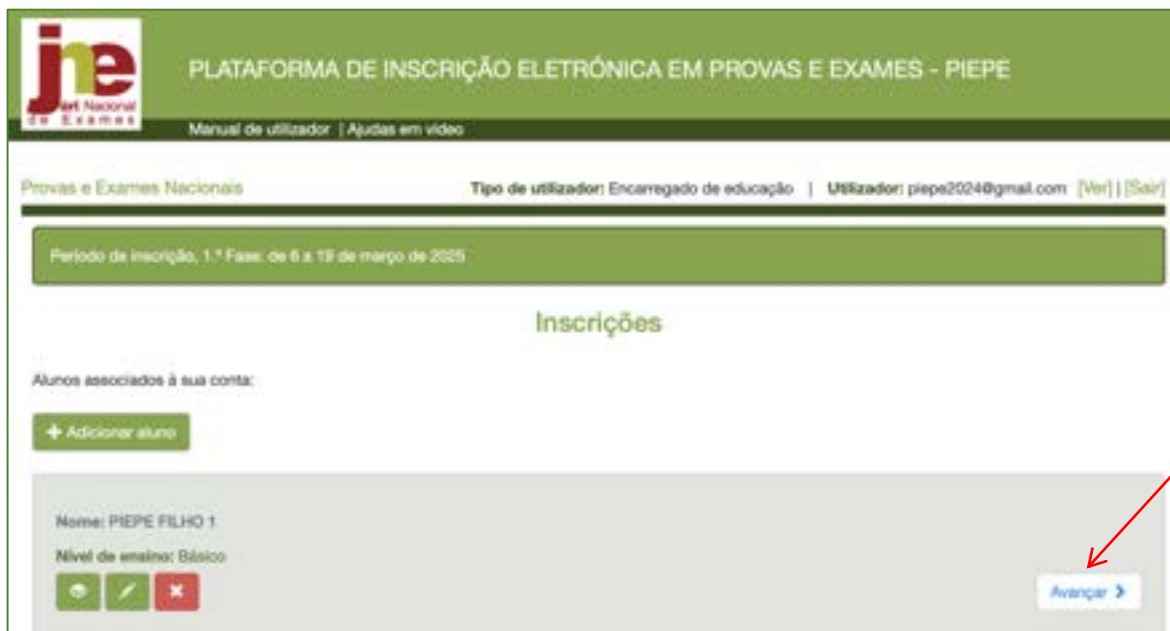 jne
Júri Nacional
de Exames
PLATAFORMA DE INSCRIÇÃO ELETRÓNICA EM PROVAS E EXAMES - PIEPE
Manual de utilizador | Ajudas em vídeo
Provas e Exames Nacionais
Tipo de utilizador: Encarregado de educação | Utilizador: piepe2024@gmail.com [Ver] | [Sair]
Período de inscrição, 1.ª Fase: de 6 a 19 de março de 2025
Inscrições
Alunos associados à sua conta:
+ Adicionar aluno
Nome: PIEPE FILHO 1
Nível de ensino: Básico
Avançar >